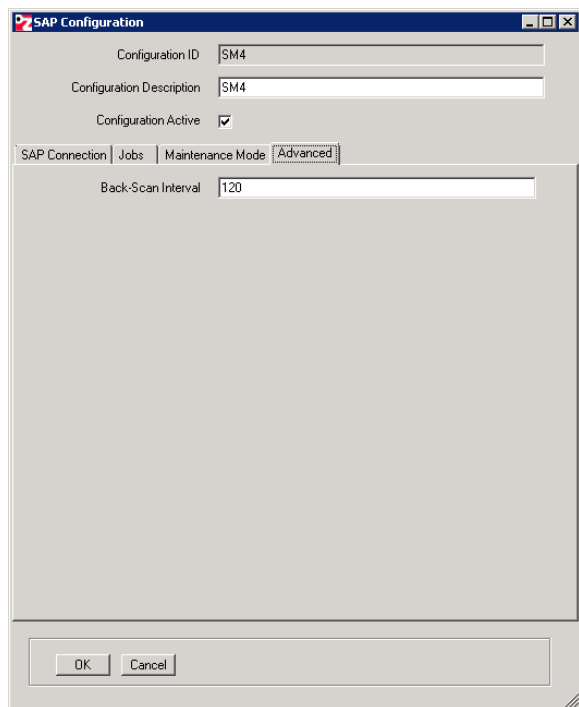 SAP Configuration
Configuration ID SM4
Configuration Description SM4
Configuration Active
SAP Connection Jobs Maintenance Mode Advanced
Back-Scan Interval 120
OK Cancel